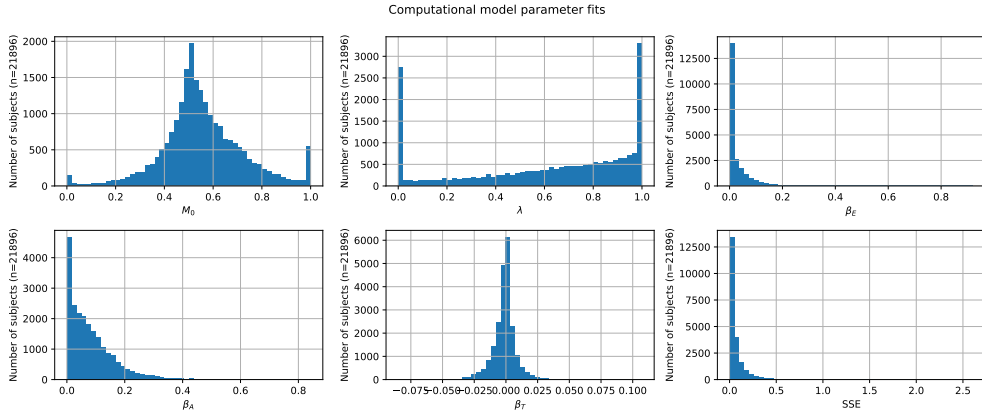 Computational model parameter fits
Number of subjects (n=21896)
2000
1500
1000
500
0
0.0 0.2 0.4 0.6 0.8 1.0
M₀
Number of subjects (n=21896)
3000
2500
2000
1500
1000
500
0
0.0 0.2 0.4 0.6 0.8 1.0
λ
Number of subjects (n=21896)
12500
10000
7500
5000
2500
0
0.0 0.2 0.4 0.6 0.8
β_E
Number of subjects (n=21896)
4000
3000
2000
1000
0
0.0 0.2 0.4 0.6 0.8
β_A
Number of subjects (n=21896)
6000
5000
4000
3000
2000
1000
0
−0.075 −0.050 −0.025 0.000 0.025 0.050 0.075 0.100
β_T
Number of subjects (n=21896)
12500
10000
7500
5000
2500
0
0.0 0.5 1.0 1.5 2.0 2.5
SSE